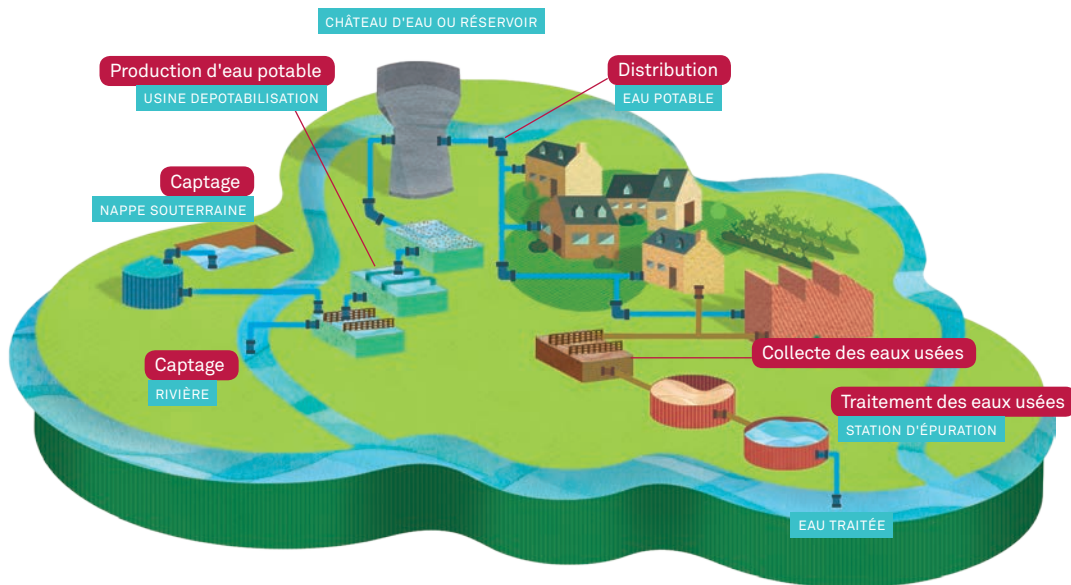 CHÂTEAU D'EAU OU RÉSERVOIR
Production d'eau potable
USINE DEPOTABILISATION
Distribution
EAU POTABLE
Captage
NAPPE SOUTERRAINE
Captage
RIVIÈRE
Collecte des eaux usées
Traitement des eaux usées
STATION D'ÉPURATION
EAU TRAITÉE